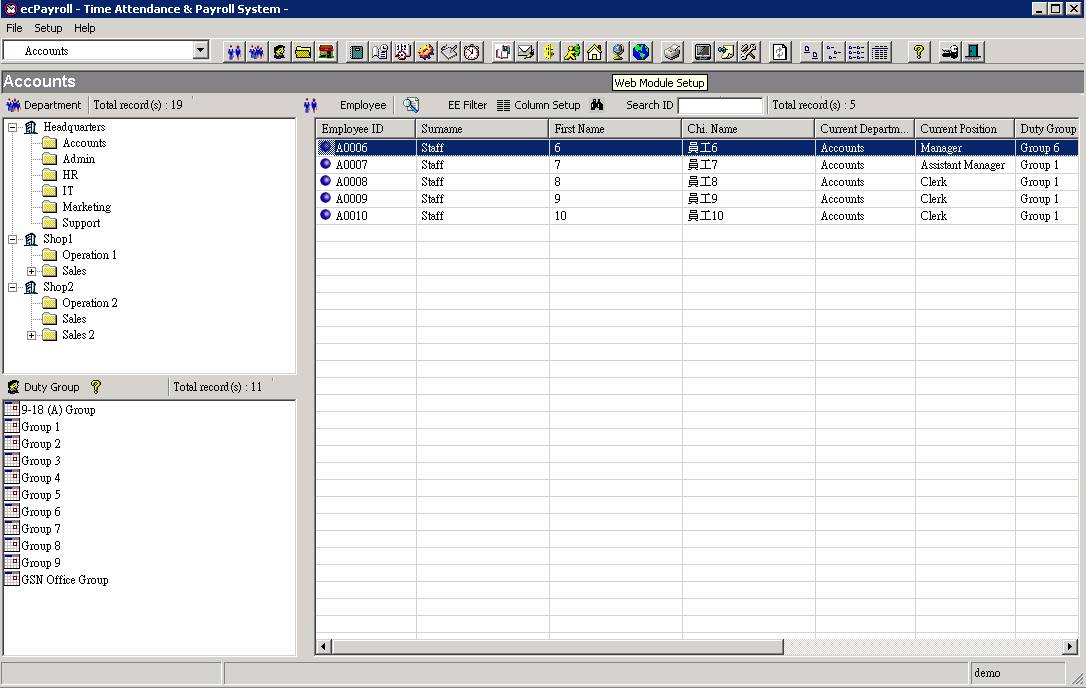 ecPayroll - Time Attendance & Payroll System -
File Setup Help
Accounts
Accounts
Web Module Setup
Department Total record(s) : 19
Employee EE Filter Column Setup Search ID Total record(s) : 5
Headquarters
Accounts
Admin
HR
IT
Marketing
Support
Shop1
Operation 1
Sales
Shop2
Operation 2
Sales
Sales 2
Duty Group Total record(s) : 11
9-18 (A) Group
Group 1
Group 2
Group 3
Group 4
Group 5
Group 6
Group 7
Group 8
Group 9
GSN Office Group
Employee ID Surname First Name Chi. Name Current Departm... Current Position Duty Group
A0006 Staff 6 員工6 Accounts Manager Group 6
A0007 Staff 7 員工7 Accounts Assistant Manager Group 1
A0008 Staff 8 員工8 Accounts Clerk Group 1
A0009 Staff 9 員工9 Accounts Clerk Group 1
A0010 Staff 10 員工10 Accounts Clerk Group 1
demo